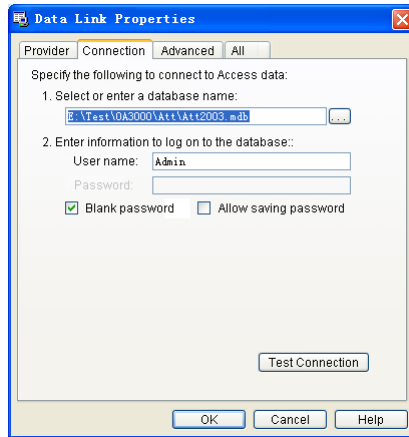 Data Link Properties
Provider Connection Advanced All
Specify the following to connect to Access data:
1. Select or enter a database name:
E:\Test\OA3000\Att\Att2003.mdb ...
2. Enter information to log on to the database::
User name: Admin
Password:
Blank password Allow saving password
Test Connection
OK Cancel Help